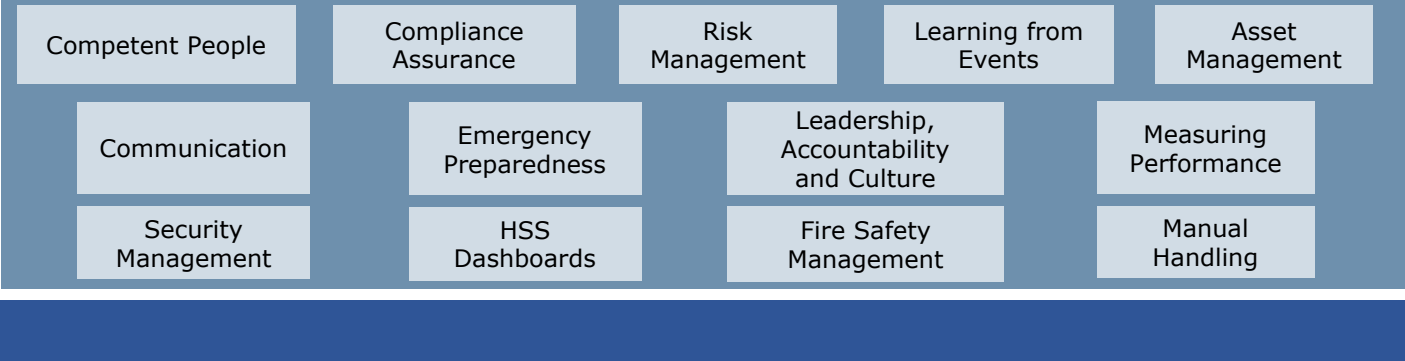 Competent People
Compliance
Assurance
Risk
Management
Learning from
Events
Asset
Management
Communication
Emergency
Preparedness
Leadership,
Accountability
and Culture
Measuring
Performance
Security
Management
HSS
Dashboards
Fire Safety
Management
Manual
Handling